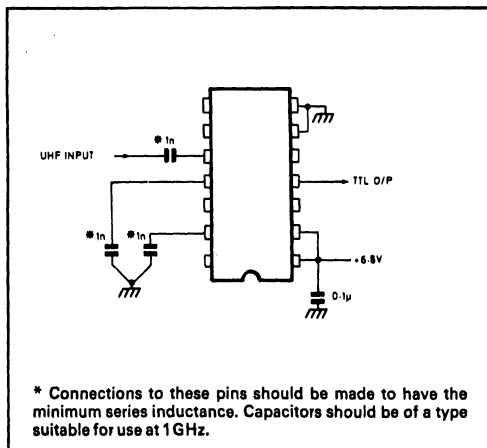 * 1n
UHF INPUT
TTL O/P
* 1n
* 1n
+6.8V
0.1µ
* Connections to these pins should be made to have the
minimum series inductance. Capacitors should be of a type
suitable for use at 1GHz.